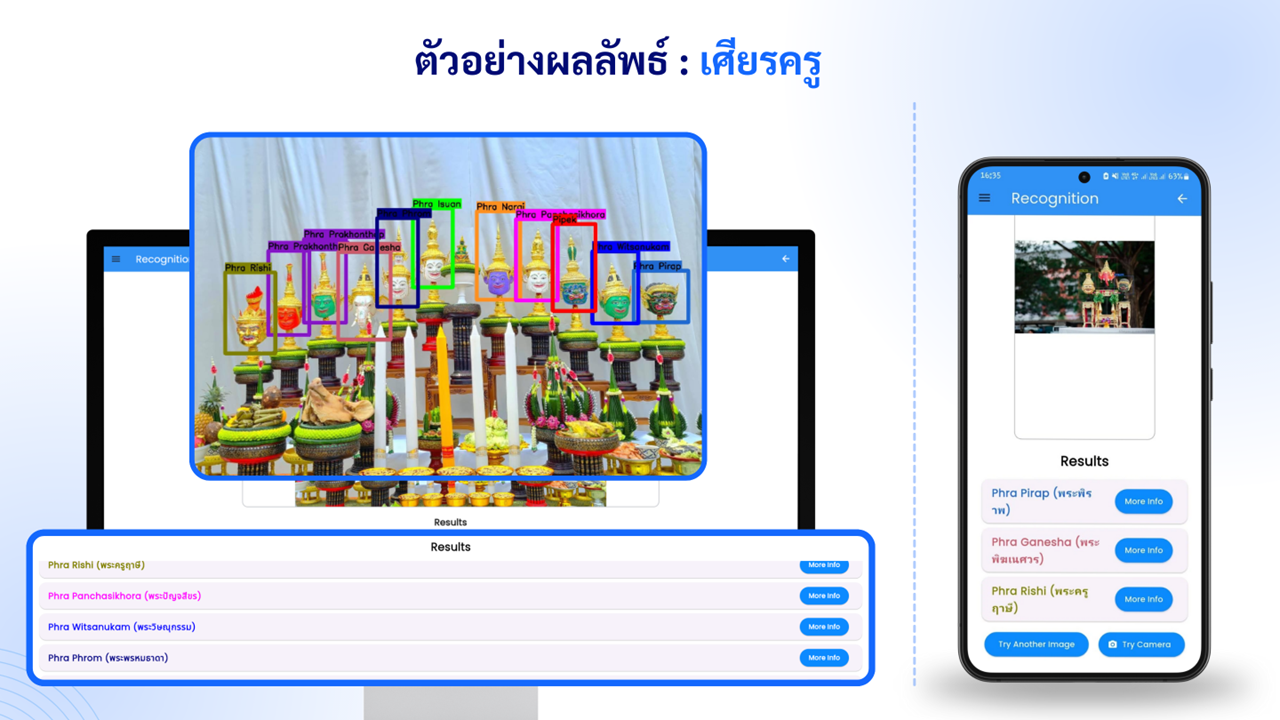 ตัวอย่างผลลัพธ์ : เศียรครู
Recognition
Phra Isuan
Phra Narai
Phra Panchasikhora
Pipek
Phra Prakhonthap
Phra Prakhonth
Phra Ganesha
Phra Witsanukam
Phra Rishi
Phra Pirap
Results
Results
Phra Rishi (พระครูฤาษี)
More Info
Phra Panchasikhora (พระปัญจสีขร)
More Info
Phra Witsanukam (พระวิษณุกรรม)
More Info
Phra Phrom (พระพรหมธาดา)
More Info
16:35
63%
Recognition
Results
Phra Pirap (พระพิร
าพ)
More Info
Phra Ganesha (พระ
พิฆเนศวร)
More Info
Phra Rishi (พระครู
ฤาษี)
More Info
Try Another Image
Try Camera